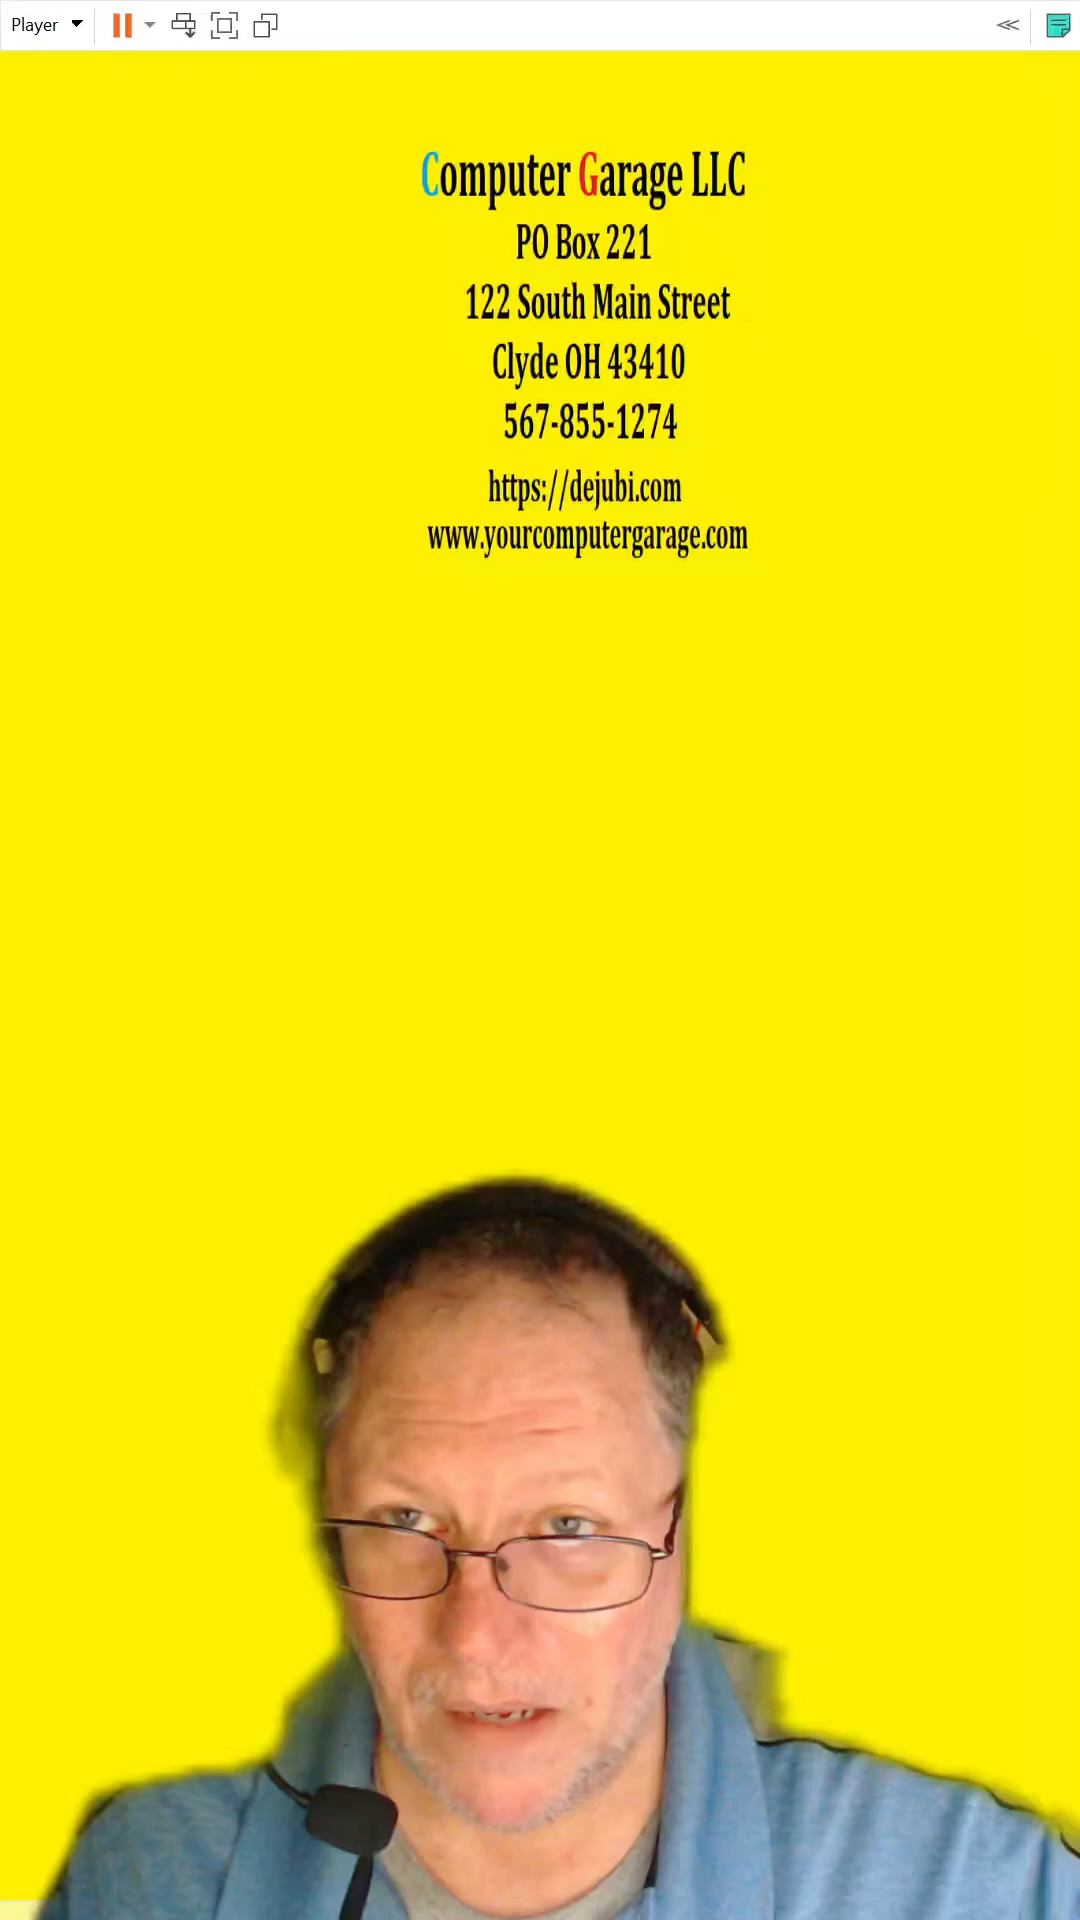 Player
Computer Garage LLC
PO Box 221
122 South Main Street
Clyde OH 43410
567-855-1274
https://dejubi.com
www.yourcomputergarage.com